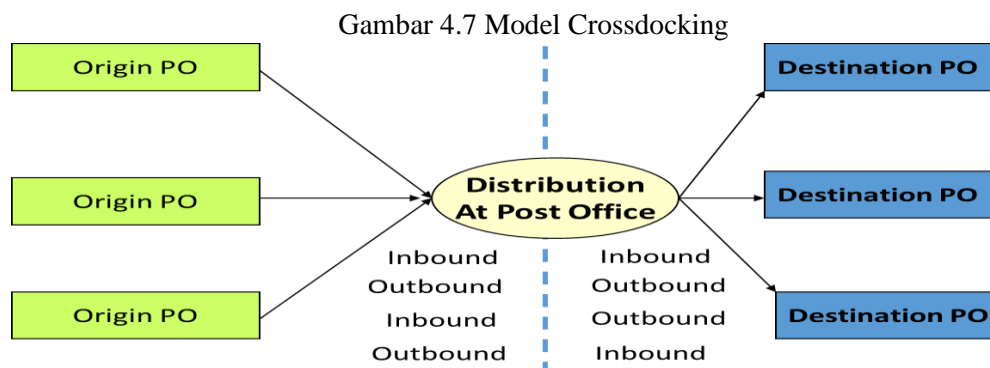 Gambar 4.7 Model Crossdocking
Origin PO
Destination PO
Origin PO
Distribution
At Post Office
Destination PO
Inbound
Inbound
Outbound
Outbound
Origin PO
Inbound
Outbound
Destination PO
Outbound
Inbound